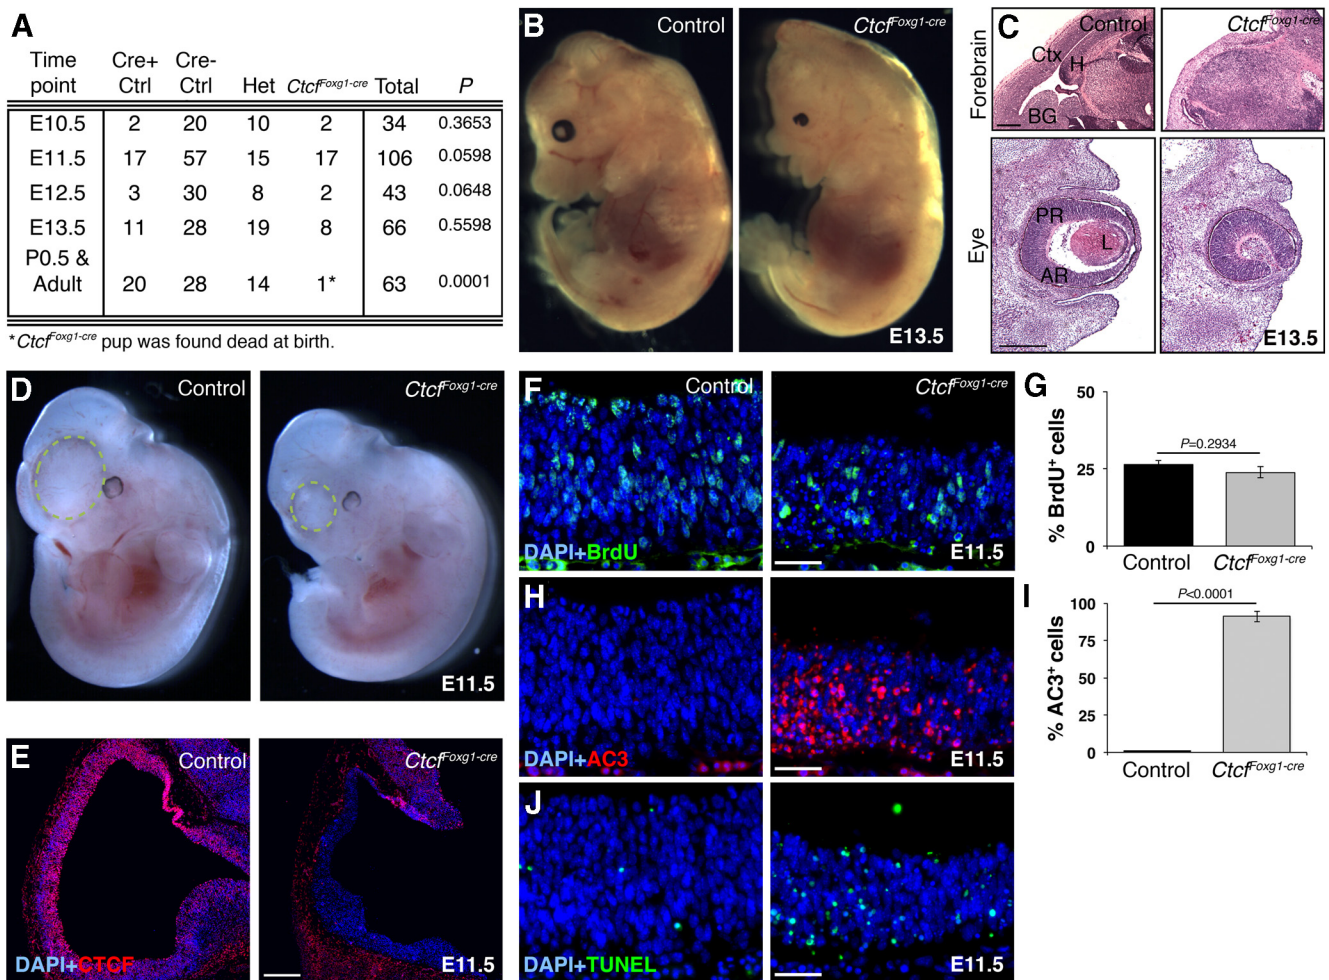 A
Time point Cre+ Ctrl Cre- Ctrl Het CtcfFoxg1-cre Total P
E10.5 2 20 10 2 34 0.3653
E11.5 17 57 15 17 106 0.0598
E12.5 3 30 8 2 43 0.0648
E13.5 11 28 19 8 66 0.5598
P0.5 & Adult 20 28 14 1* 63 0.0001
*CtcfFoxg1-cre pup was found dead at birth.
B
Control
CtcfFoxg1-cre
E13.5
C
Forebrain
Control
Ctx
H
BG
CtcfFoxg1-cre
Eye
PR
L
AR
E13.5
D
Control
CtcfFoxg1-cre
E11.5
E
Control
DAPI+CTCF
CtcfFoxg1-cre
E11.5
F
Control
DAPI+BrdU
CtcfFoxg1-cre
E11.5
G
% BrdU+ cells
50
25
0
P=0.2934
Control
CtcfFoxg1-cre
H
DAPI+AC3
E11.5
I
% AC3+ cells
100
75
50
25
0
P<0.0001
Control
CtcfFoxg1-cre
J
DAPI+TUNEL
E11.5